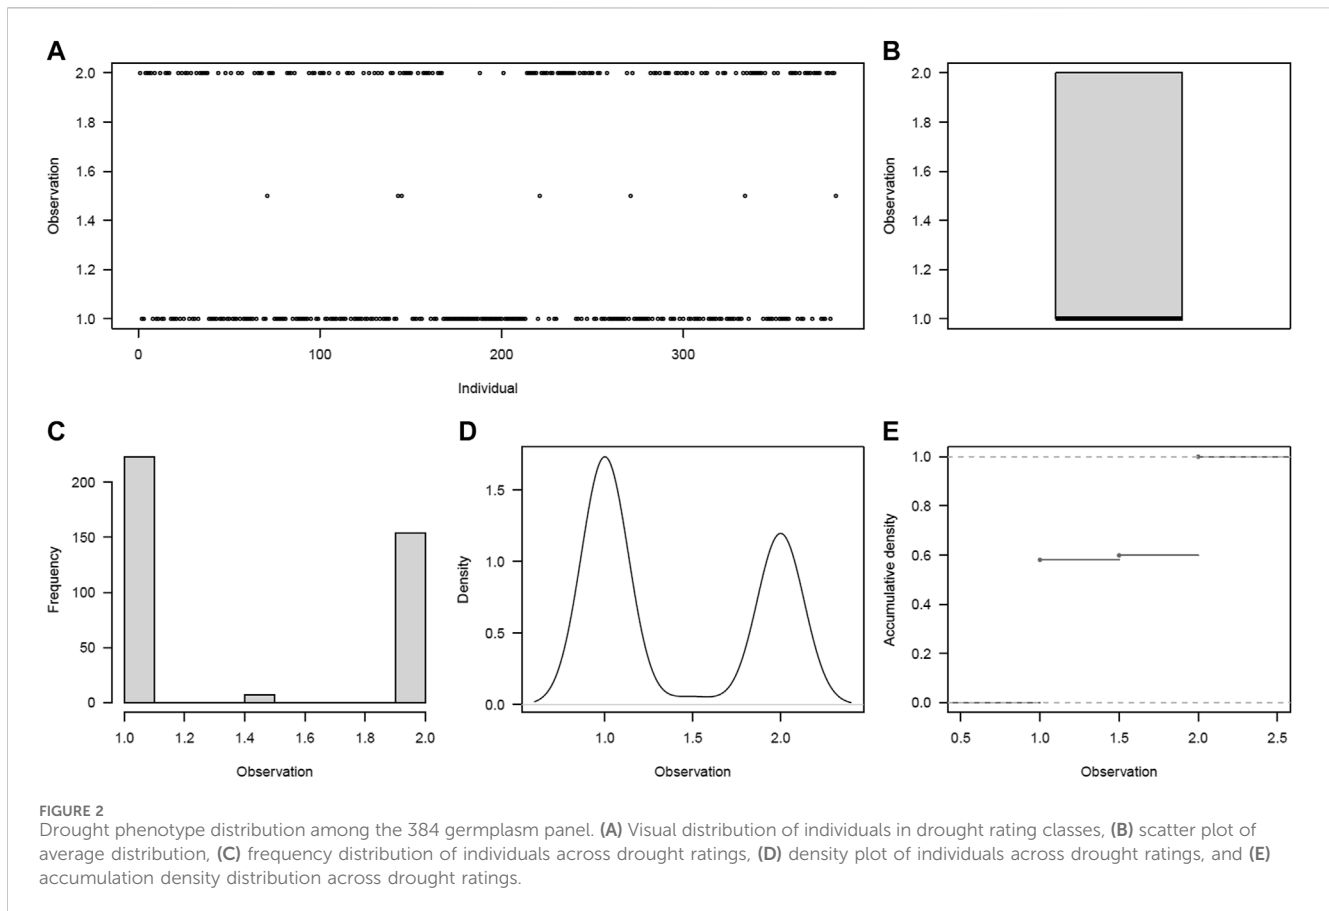 A
B
2.0
1.8
1.6
1.4
1.2
1.0
Observation
0
100
200
300
Individual
2.0
1.8
1.6
1.4
1.2
1.0
Observation
C
D
E
200
150
100
50
0
Frequency
1.0
1.2
1.4
1.6
1.8
2.0
Observation
1.5
1.0
0.5
0.0
Density
1.0
1.5
2.0
Observation
1.0
0.8
0.6
0.4
0.2
0.0
Accumulative density
0.5
1.0
1.5
2.0
2.5
Observation
FIGURE 2
Drought phenotype distribution among the 384 germplasm panel. (A) Visual distribution of individuals in drought rating classes, (B) scatter plot of
average distribution, (C) frequency distribution of individuals across drought ratings, (D) density plot of individuals across drought ratings, and (E)
accumulation density distribution across drought ratings.